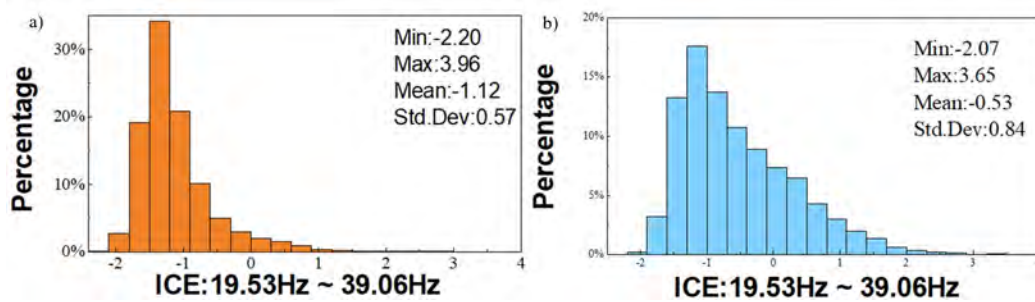 a)
Percentage
30%
20%
10%
0%
Min:-2.20
Max:3.96
Mean:-1.12
Std.Dev:0.57
-2 -1 0 1 2 3 4
ICE:19.53Hz ~ 39.06Hz
b)
Percentage
20%
15%
10%
5%
0%
Min:-2.07
Max:3.65
Mean:-0.53
Std.Dev:0.84
-2 -1 0 1 2 3
ICE:19.53Hz ~ 39.06Hz